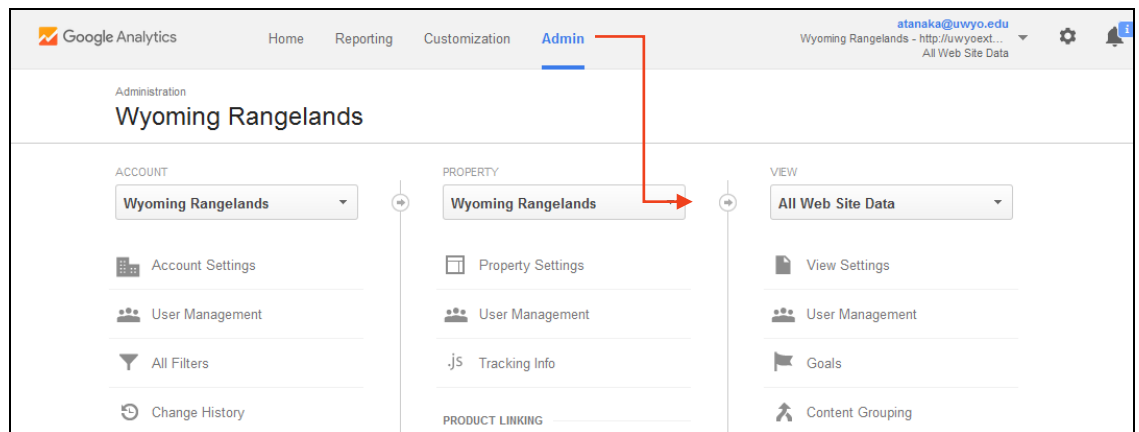 Google Analytics
Home
Reporting
Customization
Admin
atanaka@uwyo.edu
Wyoming Rangelands - http://uwyoext...
All Web Site Data
i
Administration
Wyoming Rangelands
ACCOUNT
Wyoming Rangelands
Account Settings
User Management
All Filters
Change History
PROPERTY
Wyoming Rangelands
Property Settings
User Management
.js Tracking Info
PRODUCT LINKING
VIEW
All Web Site Data
View Settings
User Management
Goals
Content Grouping